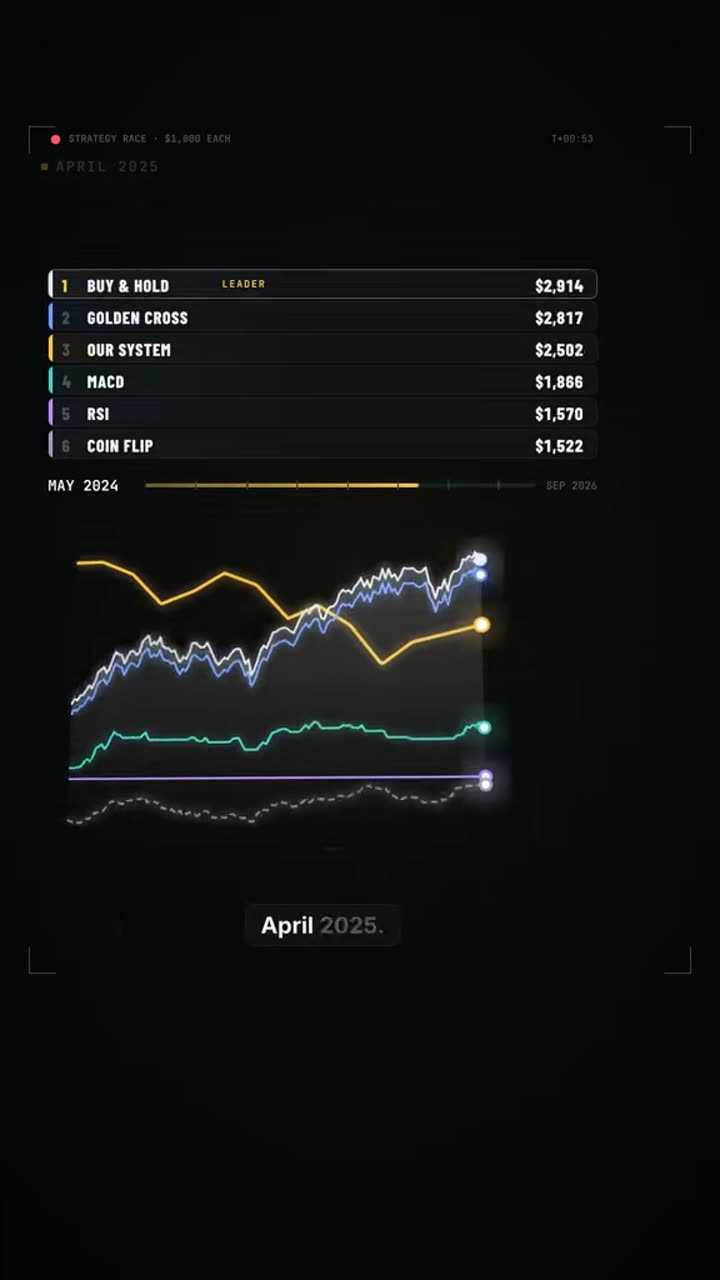 STRATEGY RACE · $1,000 EACH
T+00:53
APRIL 2025
1 BUY & HOLD LEADER $2,914
2 GOLDEN CROSS $2,817
3 OUR SYSTEM $2,502
4 MACD $1,866
5 RSI $1,570
6 COIN FLIP $1,522
MAY 2024 SEP 2026
April 2025.